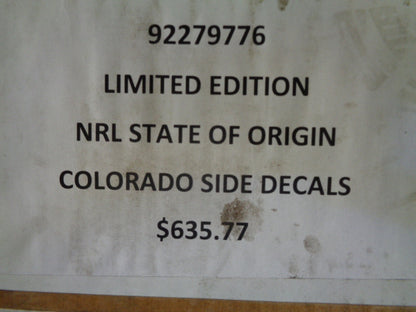 92279776
LIMITED EDITION
NRL STATE OF ORIGIN
COLORADO SIDE DECALS
$635.77